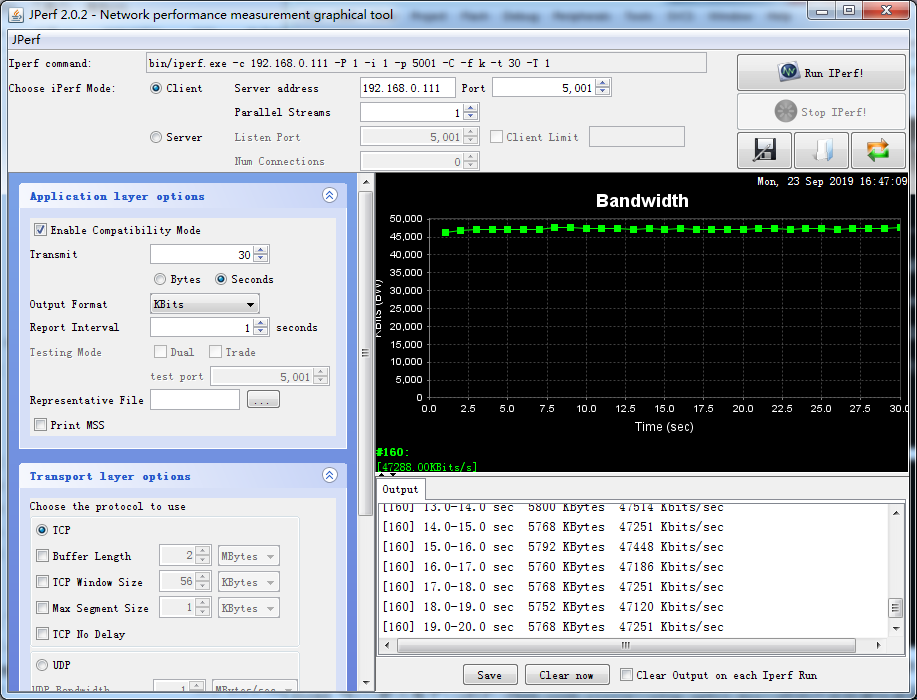 JPerf 2.0.2 - Network performance measurement graphical tool
JPerf
Iperf command:
bin/iperf.exe -c 192.168.0.111 -P 1 -i 1 -p 5001 -C -f k -t 30 -T 1
Choose iPerf Mode:
Client
Server address
192.168.0.111
Port
5,001
Parallel Streams
1
Server
Listen Port
5,001
Client Limit
Num Connections
0
Run IPerf!
Stop IPerf!
Application layer options
Enable Compatibility Mode
Transmit
30
Bytes
Seconds
Output Format
KBits
Report Interval
1
seconds
Testing Mode
Dual
Trade
test port
5,001
Representative File
...
Print MSS
Transport layer options
Choose the protocol to use
TCP
Buffer Length
2
MBytes
TCP Window Size
56
KBytes
Max Segment Size
1
KBytes
TCP No Delay
UDP
UDP Bandwidth
1
MBytes/sec
Mon, 23 Sep 2019 16:47:09
Bandwidth
50,000
45,000
40,000
35,000
30,000
25,000
20,000
15,000
10,000
5,000
0
KBits (BW)
0.0 2.5 5.0 7.5 10.0 12.5 15.0 17.5 20.0 22.5 25.0 27.5 30.0
Time (sec)
#160:
[47288.00KBits/s]
Output
[160] 13.0-14.0 sec 5800 KBytes 47514 Kbits/sec
[160] 14.0-15.0 sec 5768 KBytes 47251 Kbits/sec
[160] 15.0-16.0 sec 5792 KBytes 47448 Kbits/sec
[160] 16.0-17.0 sec 5760 KBytes 47186 Kbits/sec
[160] 17.0-18.0 sec 5768 KBytes 47251 Kbits/sec
[160] 18.0-19.0 sec 5752 KBytes 47120 Kbits/sec
[160] 19.0-20.0 sec 5768 KBytes 47251 Kbits/sec
Save
Clear now
Clear Output on each Iperf Run